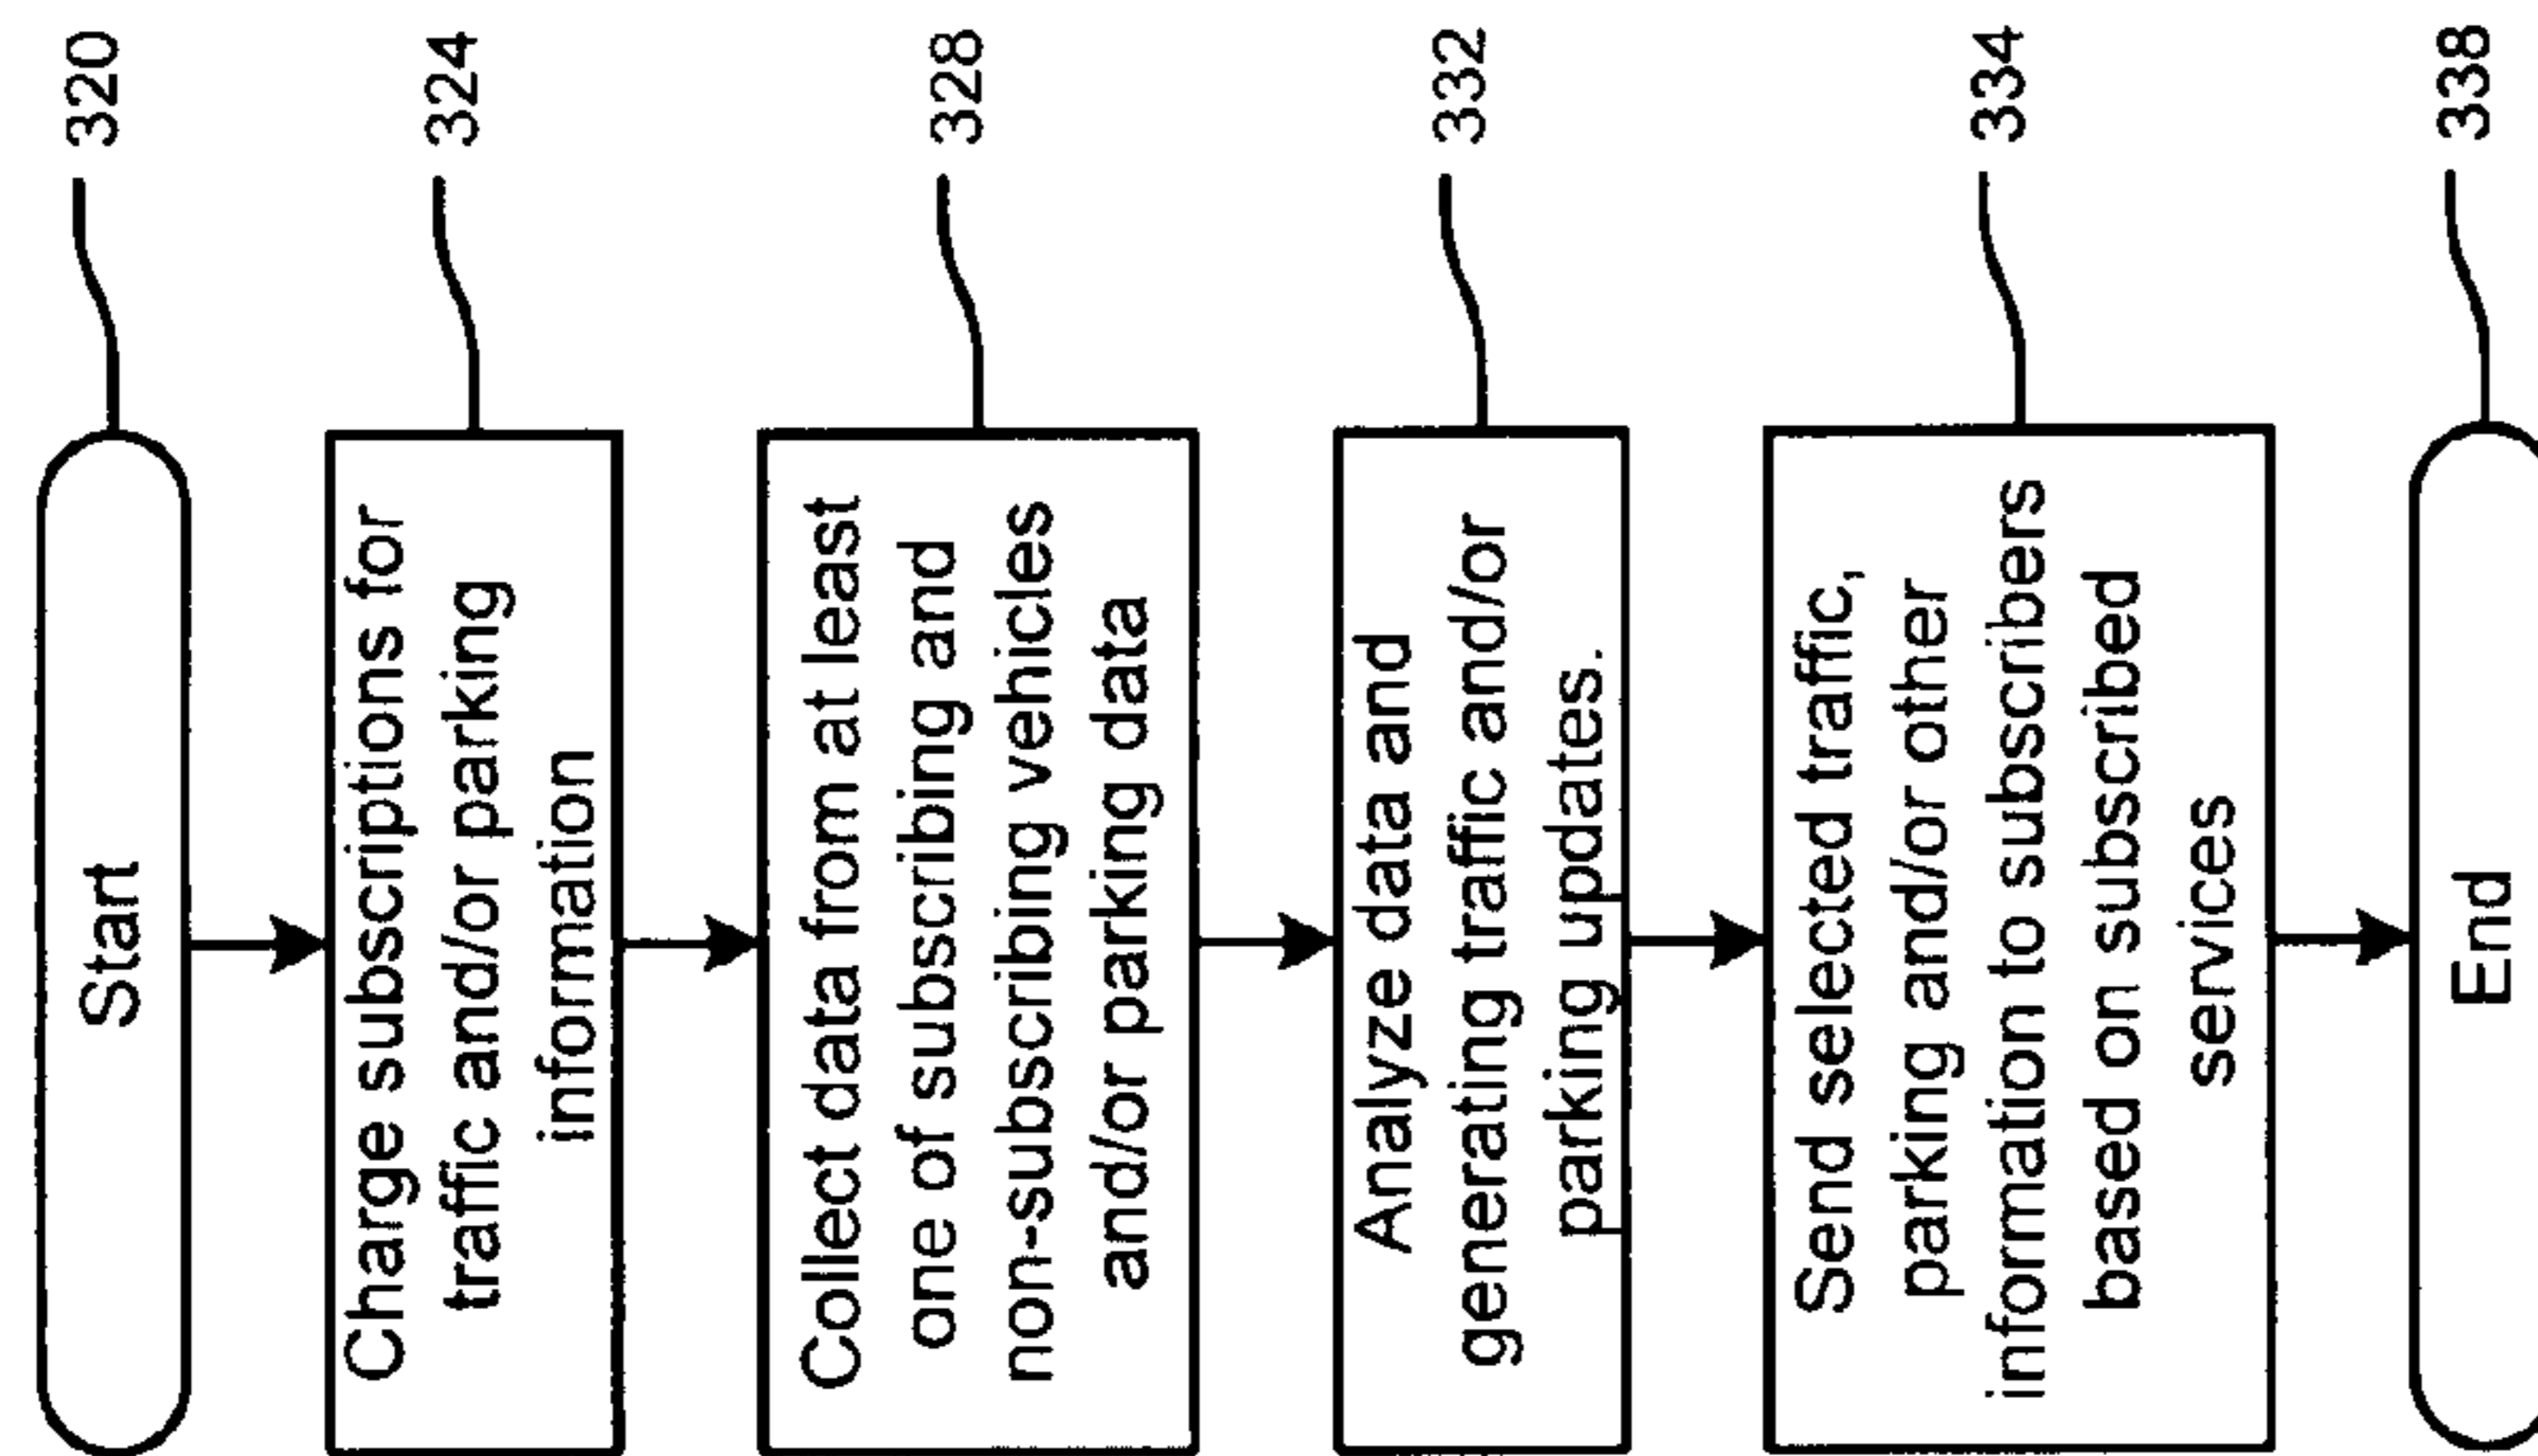 Start
320
Charge subscriptions for
traffic and/or parking
information
324
Collect data from at least
one of subscribing and
non-subscribing vehicles
and/or parking data
328
Analyze data and
generating traffic and/or
parking updates.
332
Send selected traffic,
parking and/or other
information to subscribers
based on subscribed
services
334
End
338